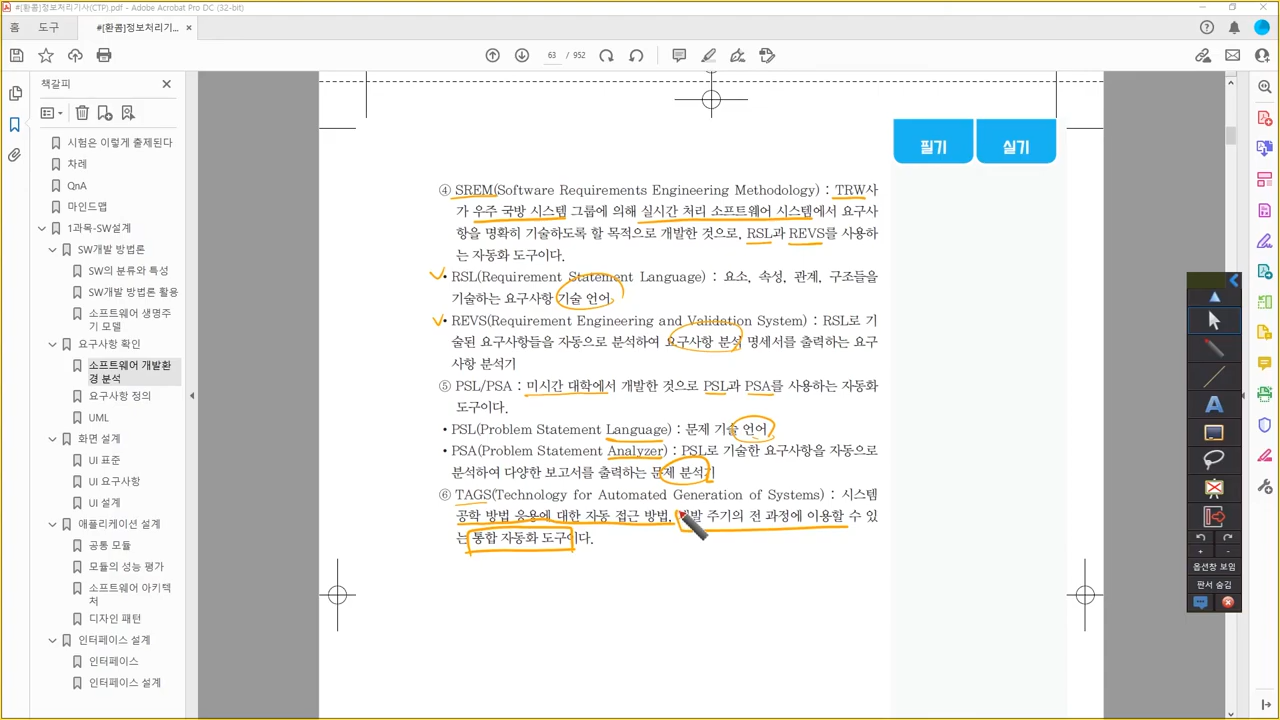 #[환콤]정보처리기사(CTP).pdf - Adobe Acrobat Pro DC (32-bit)
홈 도구 #[환콤]정보처리기... ×
63 / 952
책갈피
시험은 이렇게 출제된다
차례
QnA
마인드맵
1과목-SW설계
SW개발 방법론
SW의 분류와 특성
SW개발 방법론 활용
소프트웨어 생명주
기 모델
요구사항 확인
소프트웨어 개발환
경 분석
요구사항 정의
UML
화면 설계
UI 표준
UI 요구사항
UI 설계
애플리케이션 설계
공통 모듈
모듈의 성능 평가
소프트웨어 아키텍
처
디자인 패턴
인터페이스 설계
인터페이스
인터페이스 설계
필기 실기
④ SREM(Software Requirements Engineering Methodology) : TRW사
가 우주 국방 시스템 그룹에 의해 실시간 처리 소프트웨어 시스템에서 요구사
항을 명확히 기술하도록 할 목적으로 개발한 것으로, RSL과 REVS를 사용하
는 자동화 도구이다.
• RSL(Requirement Statement Language) : 요소, 속성, 관계, 구조들을
기술하는 요구사항 기술 언어
• REVS(Requirement Engineering and Validation System) : RSL로 기
술된 요구사항들을 자동으로 분석하여 요구사항 분석 명세서를 출력하는 요구
사항 분석기
⑤ PSL/PSA : 미시간 대학에서 개발한 것으로 PSL과 PSA를 사용하는 자동화
도구이다.
• PSL(Problem Statement Language) : 문제 기술 언어
• PSA(Problem Statement Analyzer) : PSL로 기술한 요구사항을 자동으로
분석하여 다양한 보고서를 출력하는 문제 분석기
⑥ TAGS(Technology for Automated Generation of Systems) : 시스템
공학 방법 응용에 대한 자동 접근 방법, 개발 주기의 전 과정에 이용할 수 있
는 통합 자동화 도구이다.
A
옵션창 보임
판서 숨김